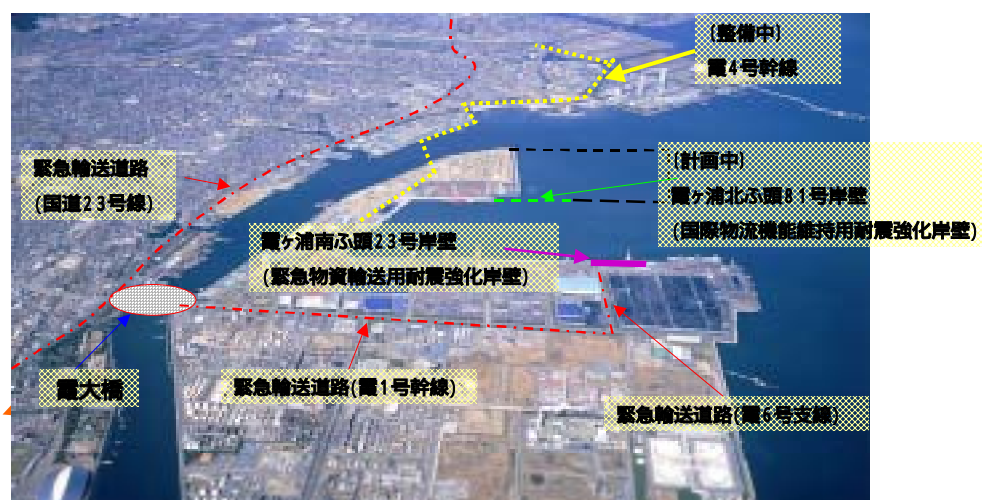 (整備中)
霞4号幹線
緊急輸送道路
(国道23号線)
(計画中)
霞ヶ浦北ふ頭81号岸壁
(国際物流機能維持用耐震強化岸壁)
霞ヶ浦南ふ頭23号岸壁
(緊急物資輸送用耐震強化岸壁)
霞大橋
緊急輸送道路(霞1号幹線)
緊急輸送道路(霞6号支線)